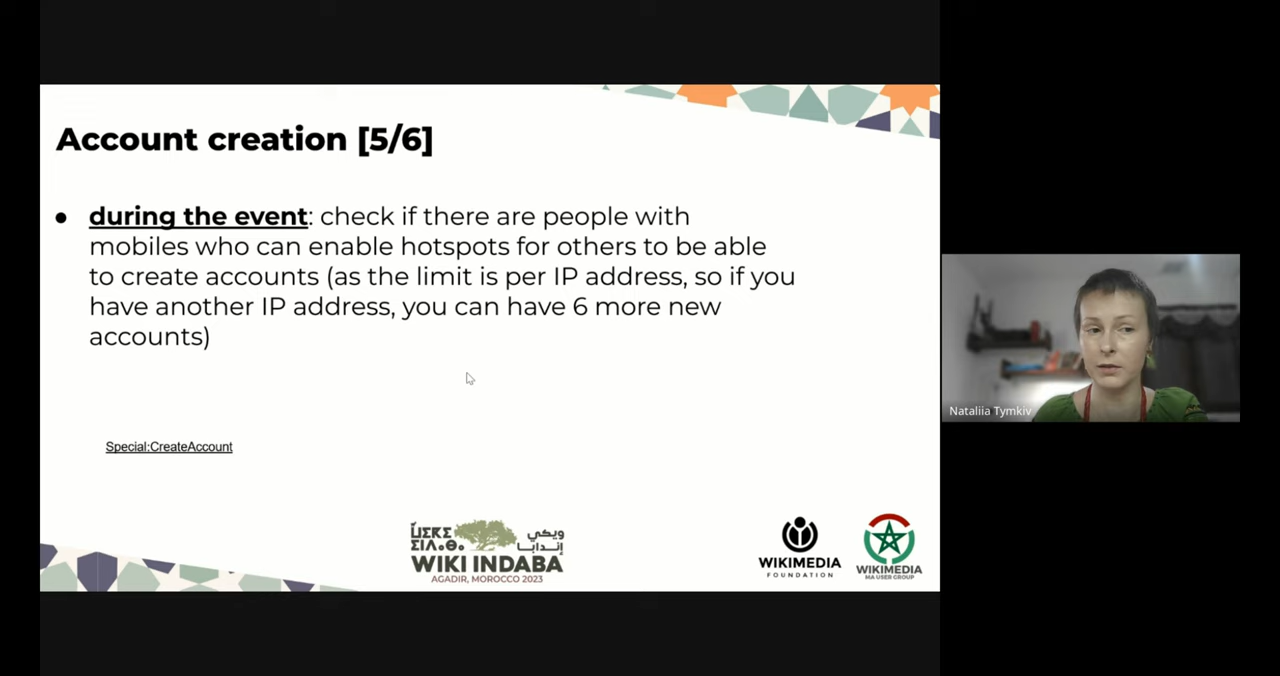 Account creation [5/6]
● during the event: check if there are people with
mobiles who can enable hotspots for others to be able
to create accounts (as the limit is per IP address, so if you
have another IP address, you can have 6 more new
accounts)
Special:CreateAccount
ويكي
إندابا
WIKI INDABA
AGADIR, MOROCCO 2023
WIKIMEDIA
FOUNDATION
WIKIMEDIA
MA USER GROUP
Nataliia Tymkiv